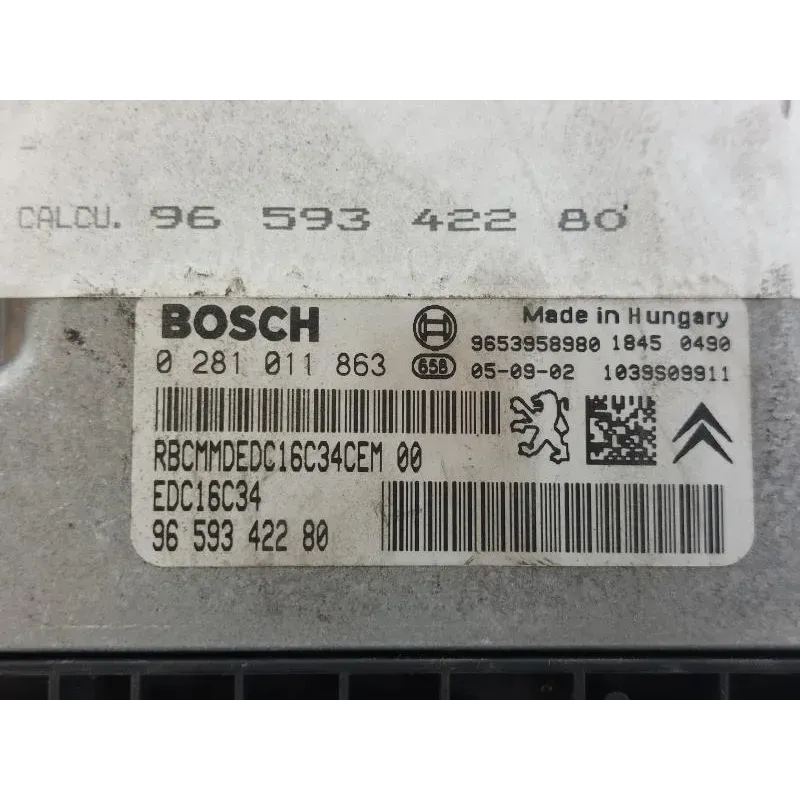 CALCU. 96 593 422 80
BOSCH
Made in Hungary
0 281 011 863
9653958980 1845 0490
658 05-09-02 1039S09911
RBCMMDEDC16C34CEM 00
EDC16C34
96 593 422 80